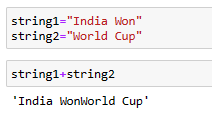 string1="India Won"
string2="World Cup"
string1+string2
'India WonWorld Cup'